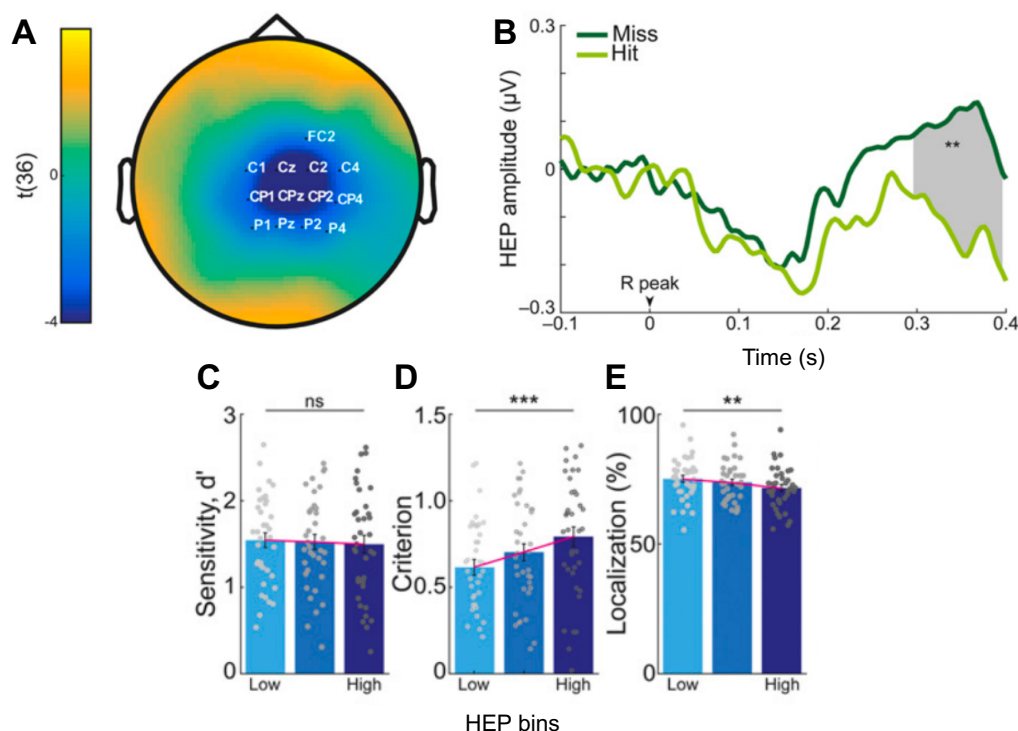 A
t(36)
0
-4
FC2
C1 Cz C2 C4
CP1 CPz CP2 CP4
P1 Pz P2 P4
B
Miss
Hit
HEP amplitude (µV)
0.3
0
–0.3
**
R peak
–0.1 0 0.1 0.2 0.3 0.4
Time (s)
C
ns
Sensitivity, d'
3
2
1
0
Low High
D
***
Criterion
1.5
1.0
0.5
0
Low High
E
**
Localization (%)
100
50
0
Low High
HEP bins